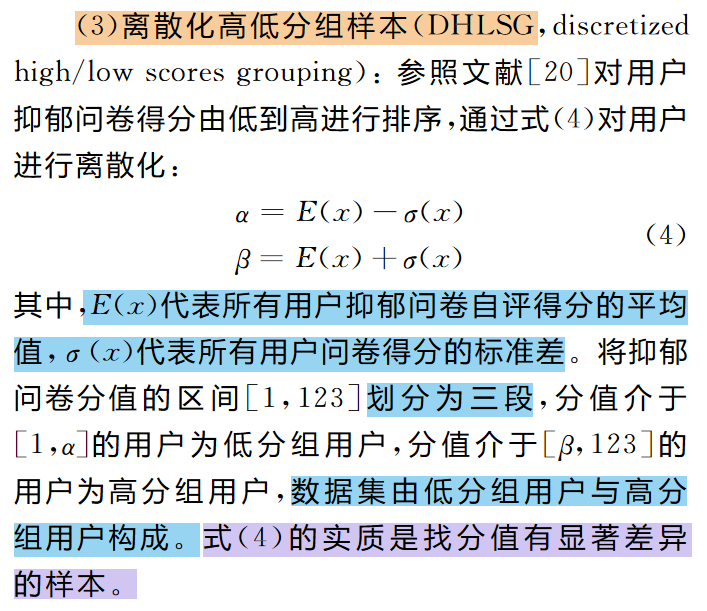 (3)离散化高低分组样本(DHLSG,discretized
high/low scores grouping):参照文献[20]对用户
抑郁问卷得分由低到高进行排序,通过式(4)对用户
进行离散化:
α = E(x) − σ(x)
β = E(x) + σ(x)
(4)
其中,E(x)代表所有用户抑郁问卷自评得分的平均
值,σ(x)代表所有用户问卷得分的标准差。将抑郁
问卷分值的区间[1,123]划分为三段,分值介于
[1,α]的用户为低分组用户,分值介于[β,123]的
用户为高分组用户,数据集由低分组用户与高分
组用户构成。式(4)的实质是找分值有显著差异
的样本。